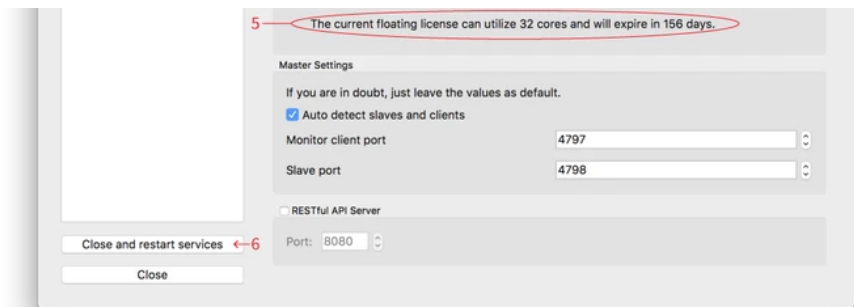 5 The current floating license can utilize 32 cores and will expire in 156 days.
Master Settings
If you are in doubt, just leave the values as default.
Auto detect slaves and clients
Monitor client port 4797
Slave port 4798
RESTful API Server
Close and restart services 6 Port: 8080
Close